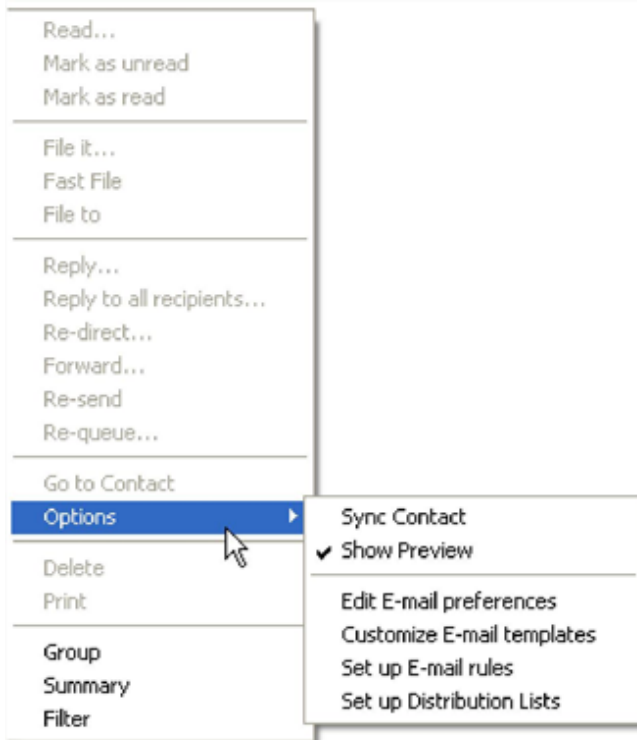 Read...
Mark as unread
Mark as read
File it...
Fast File
File to
Reply...
Reply to all recipients...
Re-direct...
Forward...
Re-send
Re-queue...
Go to Contact
Options
Delete
Print
Group
Summary
Filter
Sync Contact
Show Preview
Edit E-mail preferences
Customize E-mail templates
Set up E-mail rules
Set up Distribution Lists